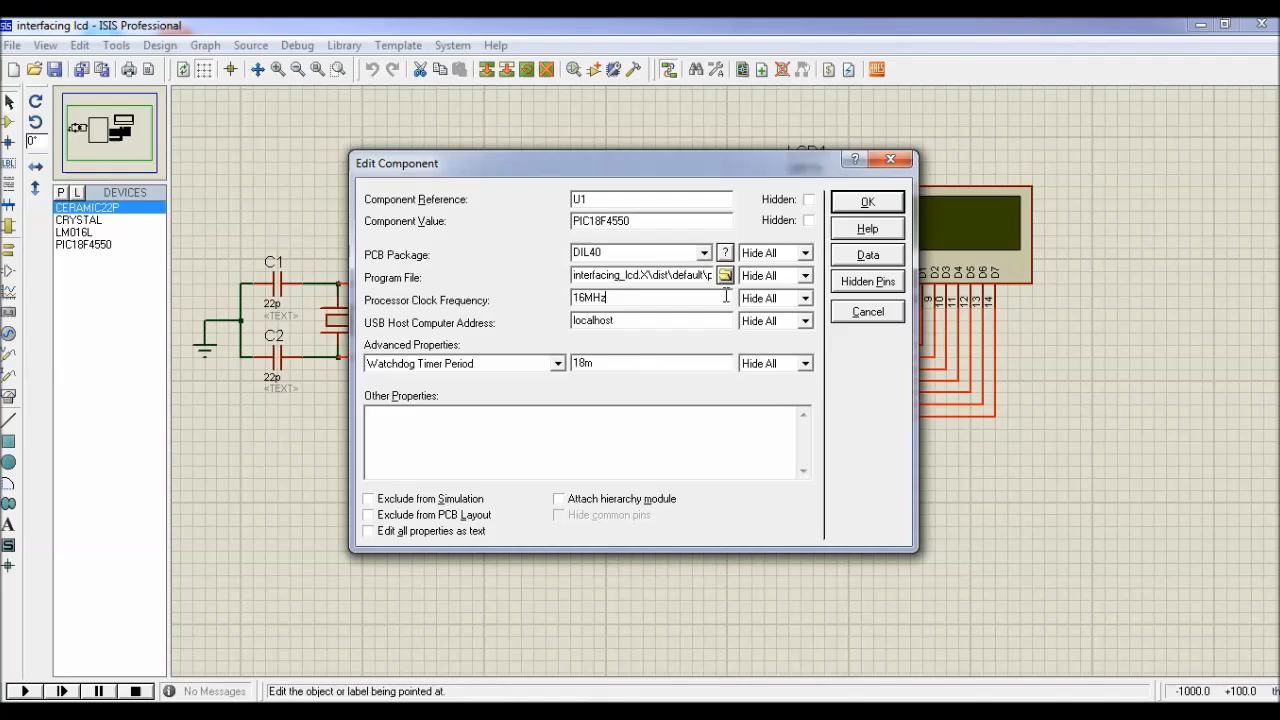 interfacing lcd - ISIS Professional
File View Edit Tools Design Graph Source Debug Library Template System Help
0°
P L DEVICES
CERAMIC22P
CRYSTAL
LM016L
PIC18F4550
C1
22p
<TEXT>
C2
22p
<TEXT>
Edit Component
Component Reference: U1 Hidden:
Component Value: PIC18F4550 Hidden:
PCB Package: DIL40 ? Hide All
Program File: interfacing_lcd.X\dist\default\p Hide All
Processor Clock Frequency: 16MHz Hide All
USB Host Computer Address: localhost Hide All
Advanced Properties:
Watchdog Timer Period 18m Hide All
Other Properties:
Exclude from Simulation Attach hierarchy module
Exclude from PCB Layout Hide common pins
Edit all properties as text
OK
Help
Data
Hidden Pins
Cancel
LCD1
D1 D2 D3 D4 D5 D6 D7
9 10 11 12 13 14
No Messages Edit the object or label being pointed at. -1000.0 +100.0 th